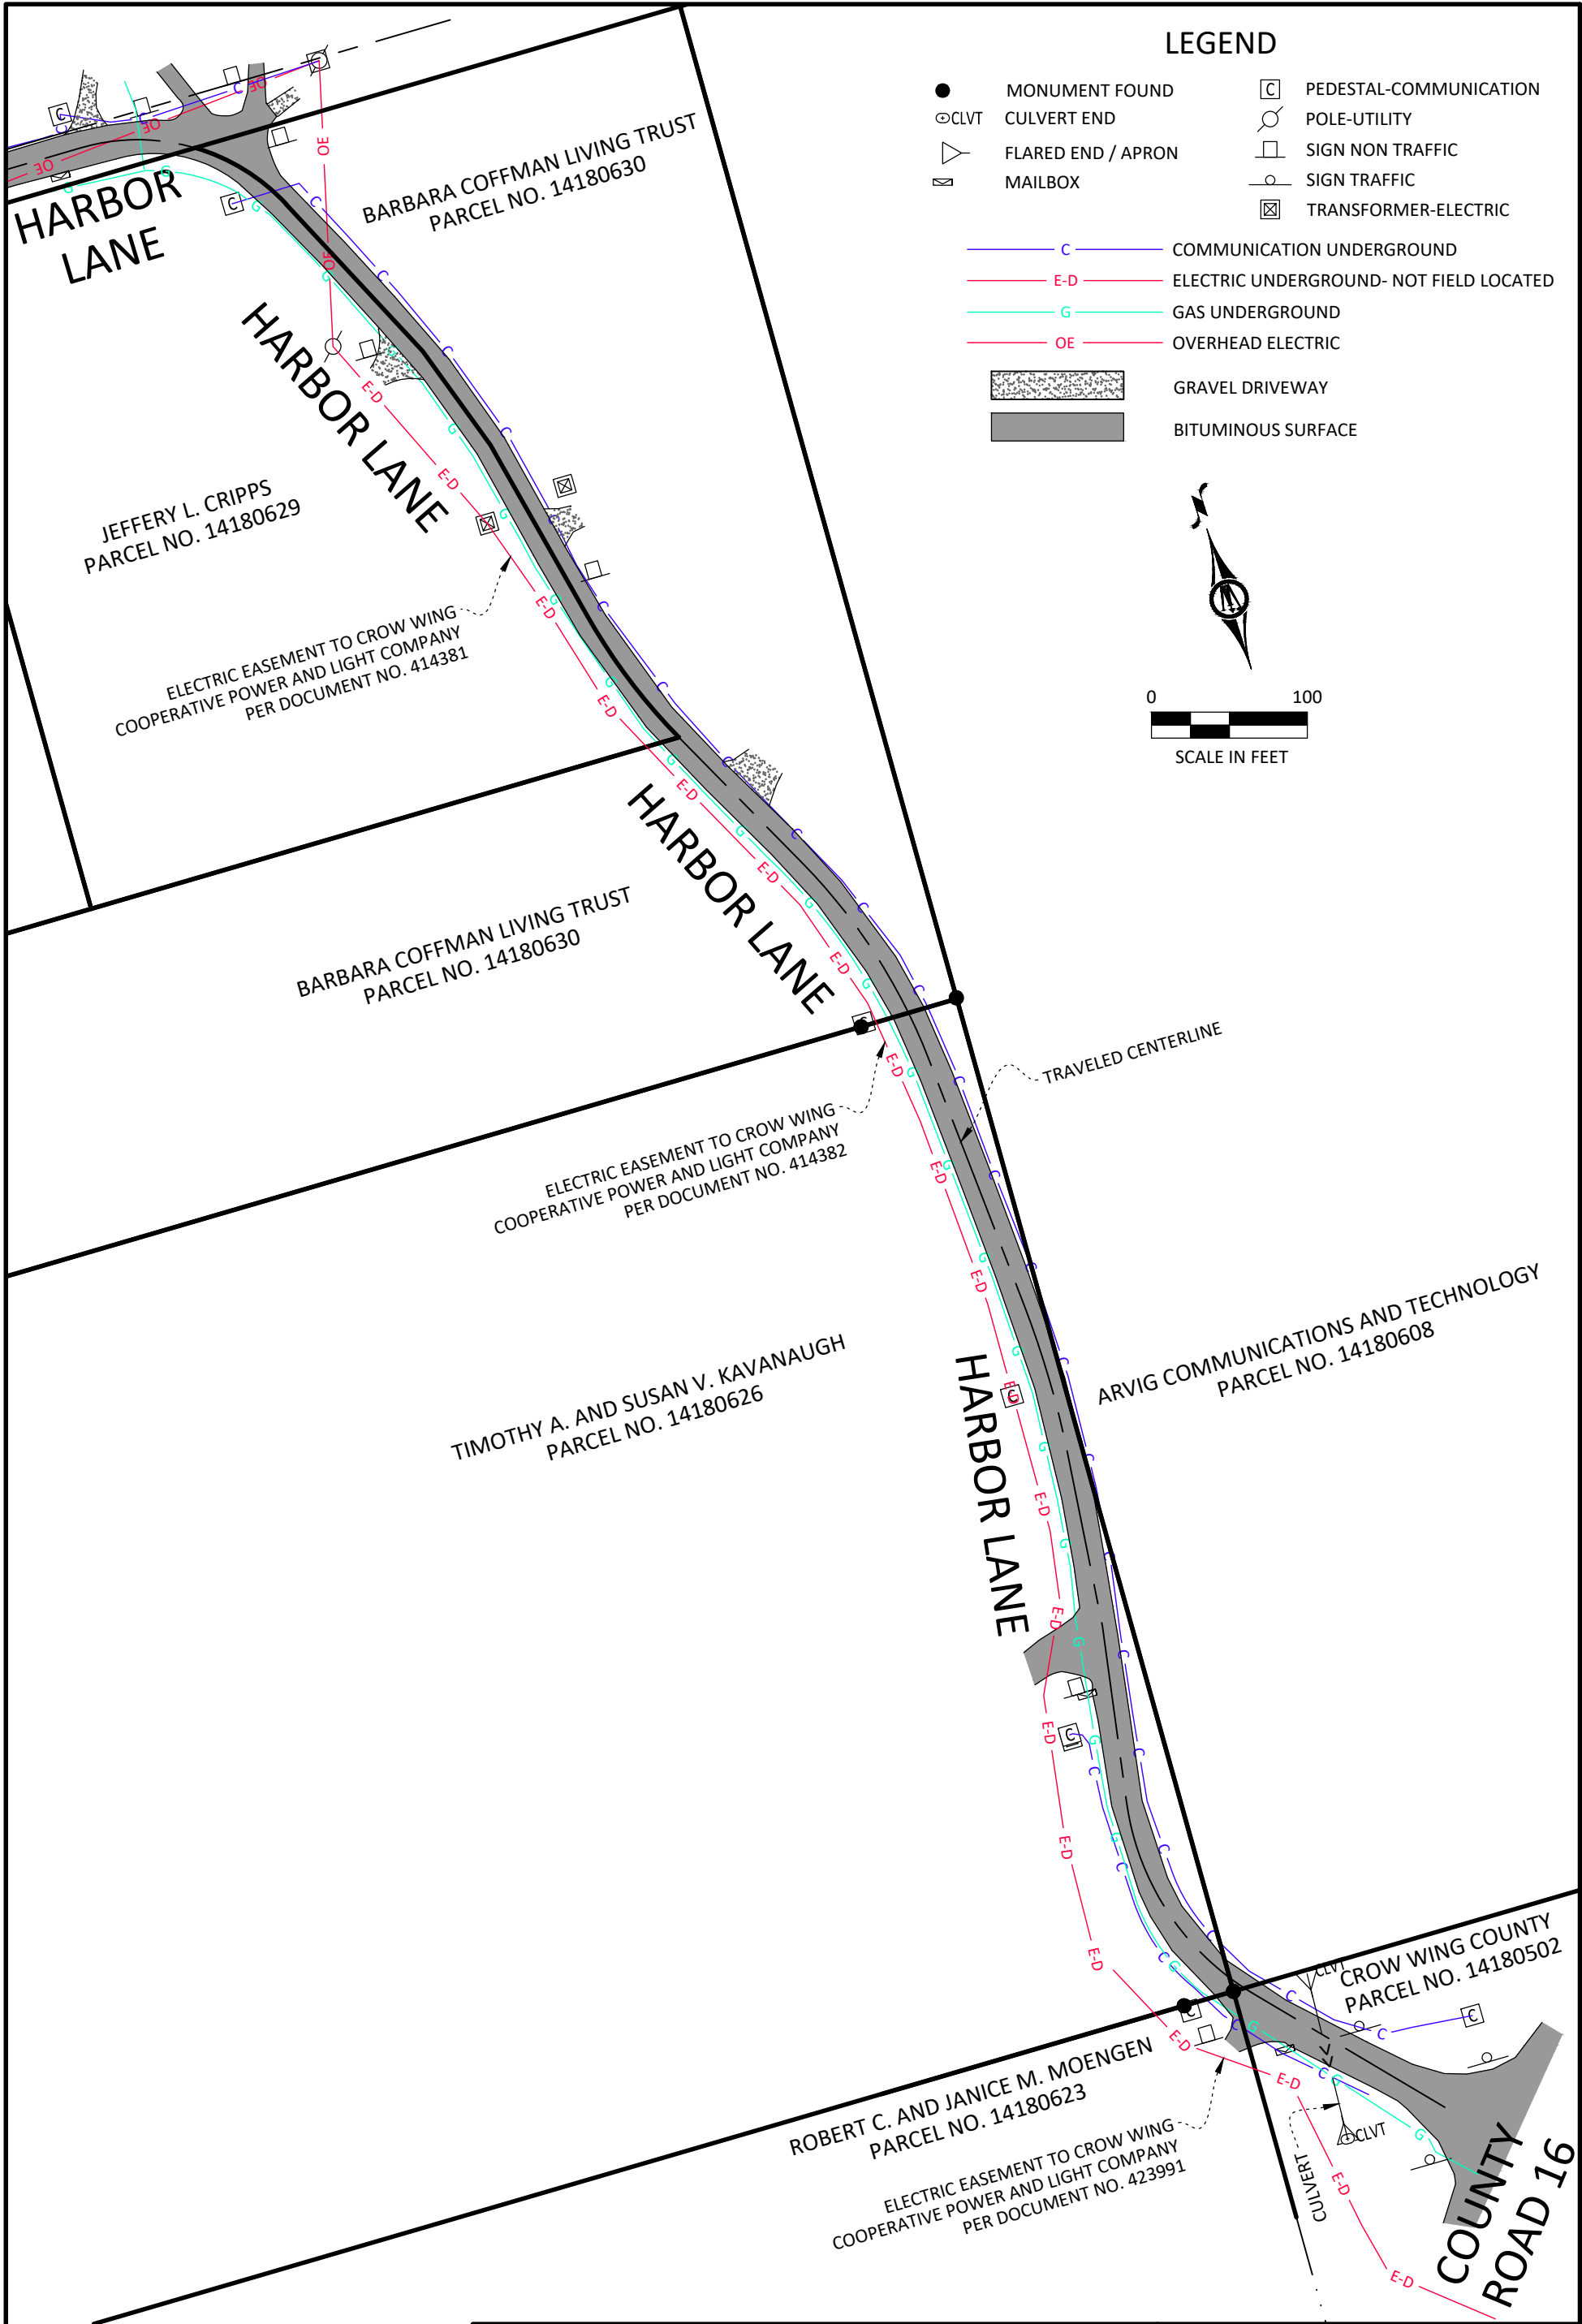 LEGEND
MONUMENT FOUND
CLVT CULVERT END
FLARED END / APRON
MAILBOX
C PEDESTAL-COMMUNICATION
POLE-UTILITY
SIGN NON TRAFFIC
SIGN TRAFFIC
TRANSFORMER-ELECTRIC
C COMMUNICATION UNDERGROUND
E-D ELECTRIC UNDERGROUND- NOT FIELD LOCATED
G GAS UNDERGROUND
OE OVERHEAD ELECTRIC
GRAVEL DRIVEWAY
BITUMINOUS SURFACE
N
0 100
SCALE IN FEET
HARBOR
LANE
BARBARA COFFMAN LIVING TRUST
PARCEL NO. 14180630
HARBOR LANE
JEFFERY L. CRIPPS
PARCEL NO. 14180629
ELECTRIC EASEMENT TO CROW WING
COOPERATIVE POWER AND LIGHT COMPANY
PER DOCUMENT NO. 414381
HARBOR LANE
BARBARA COFFMAN LIVING TRUST
PARCEL NO. 14180630
TRAVELED CENTERLINE
ELECTRIC EASEMENT TO CROW WING
COOPERATIVE POWER AND LIGHT COMPANY
PER DOCUMENT NO. 414382
TIMOTHY A. AND SUSAN V. KAVANAUGH
PARCEL NO. 14180626
HARBOR LANE
ARVIG COMMUNICATIONS AND TECHNOLOGY
PARCEL NO. 14180608
CROW WING COUNTY
PARCEL NO. 14180502
CLVT
ROBERT C. AND JANICE M. MOENGEN
PARCEL NO. 14180623
ELECTRIC EASEMENT TO CROW WING
COOPERATIVE POWER AND LIGHT COMPANY
PER DOCUMENT NO. 423991
CULVERT
CLVT
COUNTY
ROAD 16